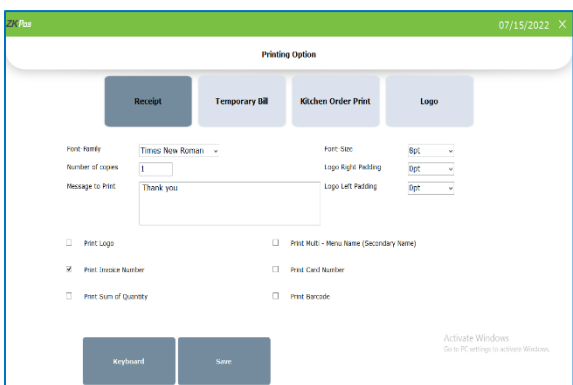 ZKPos 07/15/2022 X
Printing Option
Receipt Temporary Bill Kitchen Order Print Logo
Font-Family Times New Roman Font-Size 8pt
Number of copies 1 Logo Right Padding 0pt
Message to Print Thank you Logo Left Padding 0pt
Print Logo Print Multi - Menu Name (Secondary Name)
Print Invoice Number Print Card Number
Print Sum of Quantity Print Barcode
Activate Windows
Go to PC settings to activate Windows.
Keyboard Save